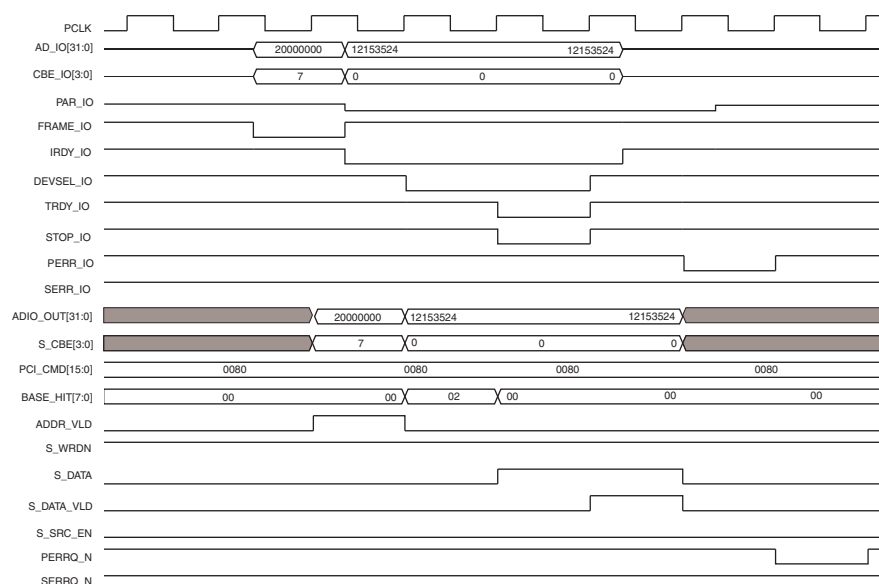 PCLK
AD_IO[31:0] 20000000 12153524 12153524
CBE_IO[3:0] 7 0 0 0
PAR_IO
FRAME_IO
IRDY_IO
DEVSEL_IO
TRDY_IO
STOP_IO
PERR_IO
SERR_IO
ADIO_OUT[31:0] 20000000 12153524 12153524
S_CBE[3:0] 7 0 0 0
PCI_CMD[15:0] 0080 0080 0080 0080
BASE_HIT[7:0] 00 00 02 00 00 00
ADDR_VLD
S_WRDN
S_DATA
S_DATA_VLD
S_SRC_EN
PERRQ_N
SERRQ_N